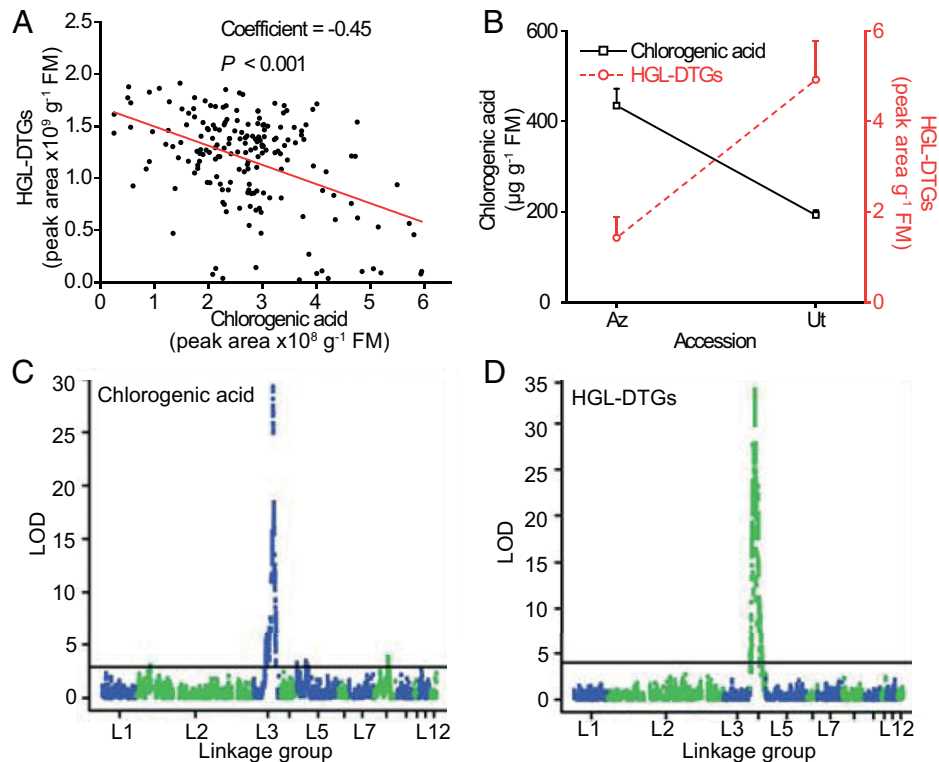 A
Coefficient = -0.45
P < 0.001
HGL-DTGs
(peak area x10⁹ g⁻¹ FM)
2.5
2.0
1.5
1.0
0.5
0.0
0 1 2 3 4 5 6
Chlorogenic acid
(peak area x10⁸ g⁻¹ FM)
B
Chlorogenic acid
HGL-DTGs
Chlorogenic acid
(µg g⁻¹ FM)
600
400
200
0
6
4
2
0
HGL-DTGs
(peak area g⁻¹ FM)
Az Ut
Accession
C
Chlorogenic acid
LOD
30
25
20
15
10
5
0
L1 L2 L3 L5 L7 L12
Linkage group
D
HGL-DTGs
LOD
35
30
25
20
15
10
5
0
L1 L2 L3 L5 L7 L12
Linkage group